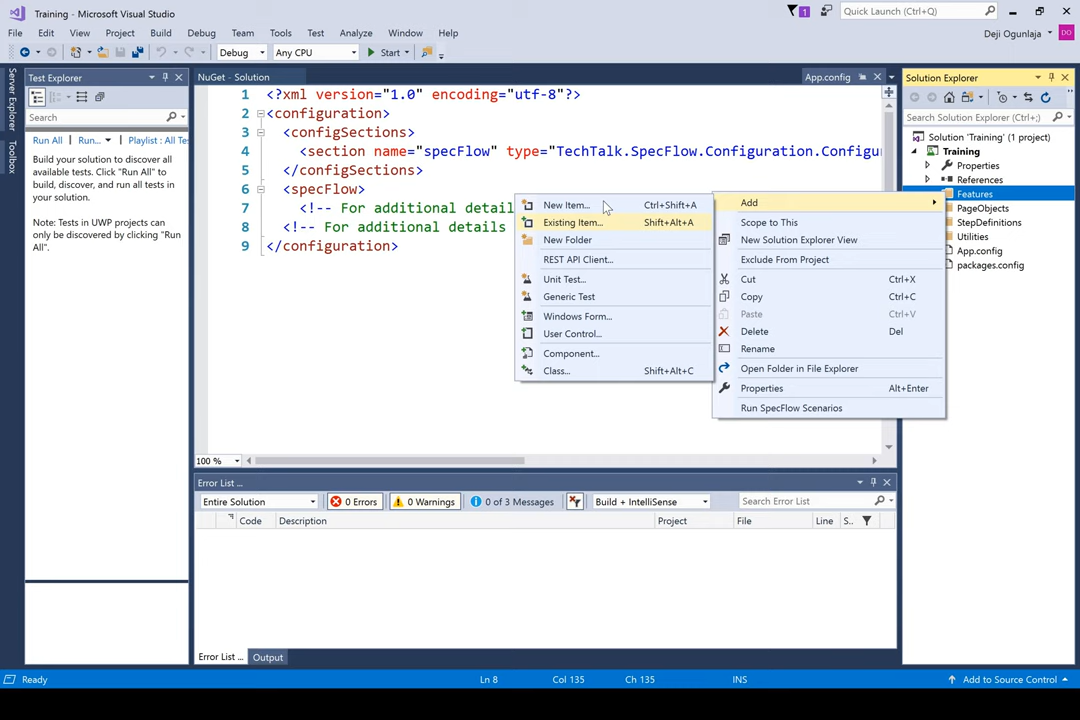 Training - Microsoft Visual Studio
1
Quick Launch (Ctrl+Q)
File Edit View Project Build Debug Team Tools Test Analyze Window Help
Deji Ogunlaja DO
Debug Any CPU Start
Server Explorer
Toolbox
Test Explorer
Search
Run All Run... Playlist : All Te
Build your solution to discover all
available tests. Click "Run All" to
build, discover, and run all tests in
your solution.
Note: Tests in UWP projects can
only be discovered by clicking "Run
All".
NuGet - Solution App.config
1 <?xml version="1.0" encoding="utf-8"?>
2 <configuration>
3 <configSections>
4 <section name="specFlow" type="TechTalk.SpecFlow.Configuration.Configu
5 </configSections>
6 <specFlow>
7 <!-- For additional detail
8 <!-- For additional details
9 </configuration>
100 %
New Item... Ctrl+Shift+A
Existing Item... Shift+Alt+A
New Folder
REST API Client...
Unit Test...
Generic Test
Windows Form...
User Control...
Component...
Class... Shift+Alt+C
Add
Scope to This
New Solution Explorer View
Exclude From Project
Cut Ctrl+X
Copy Ctrl+C
Paste Ctrl+V
Delete Del
Rename
Open Folder in File Explorer
Properties Alt+Enter
Run SpecFlow Scenarios
Solution Explorer
Search Solution Explorer (Ctrl+;)
Solution 'Training' (1 project)
Training
Properties
References
Features
PageObjects
StepDefinitions
Utilities
App.config
packages.config
Error List ...
Entire Solution 0 Errors 0 Warnings 0 of 3 Messages Build + IntelliSense Search Error List
Code Description Project File Line S..
Error List ... Output
Ready Ln 8 Col 135 Ch 135 INS Add to Source Control